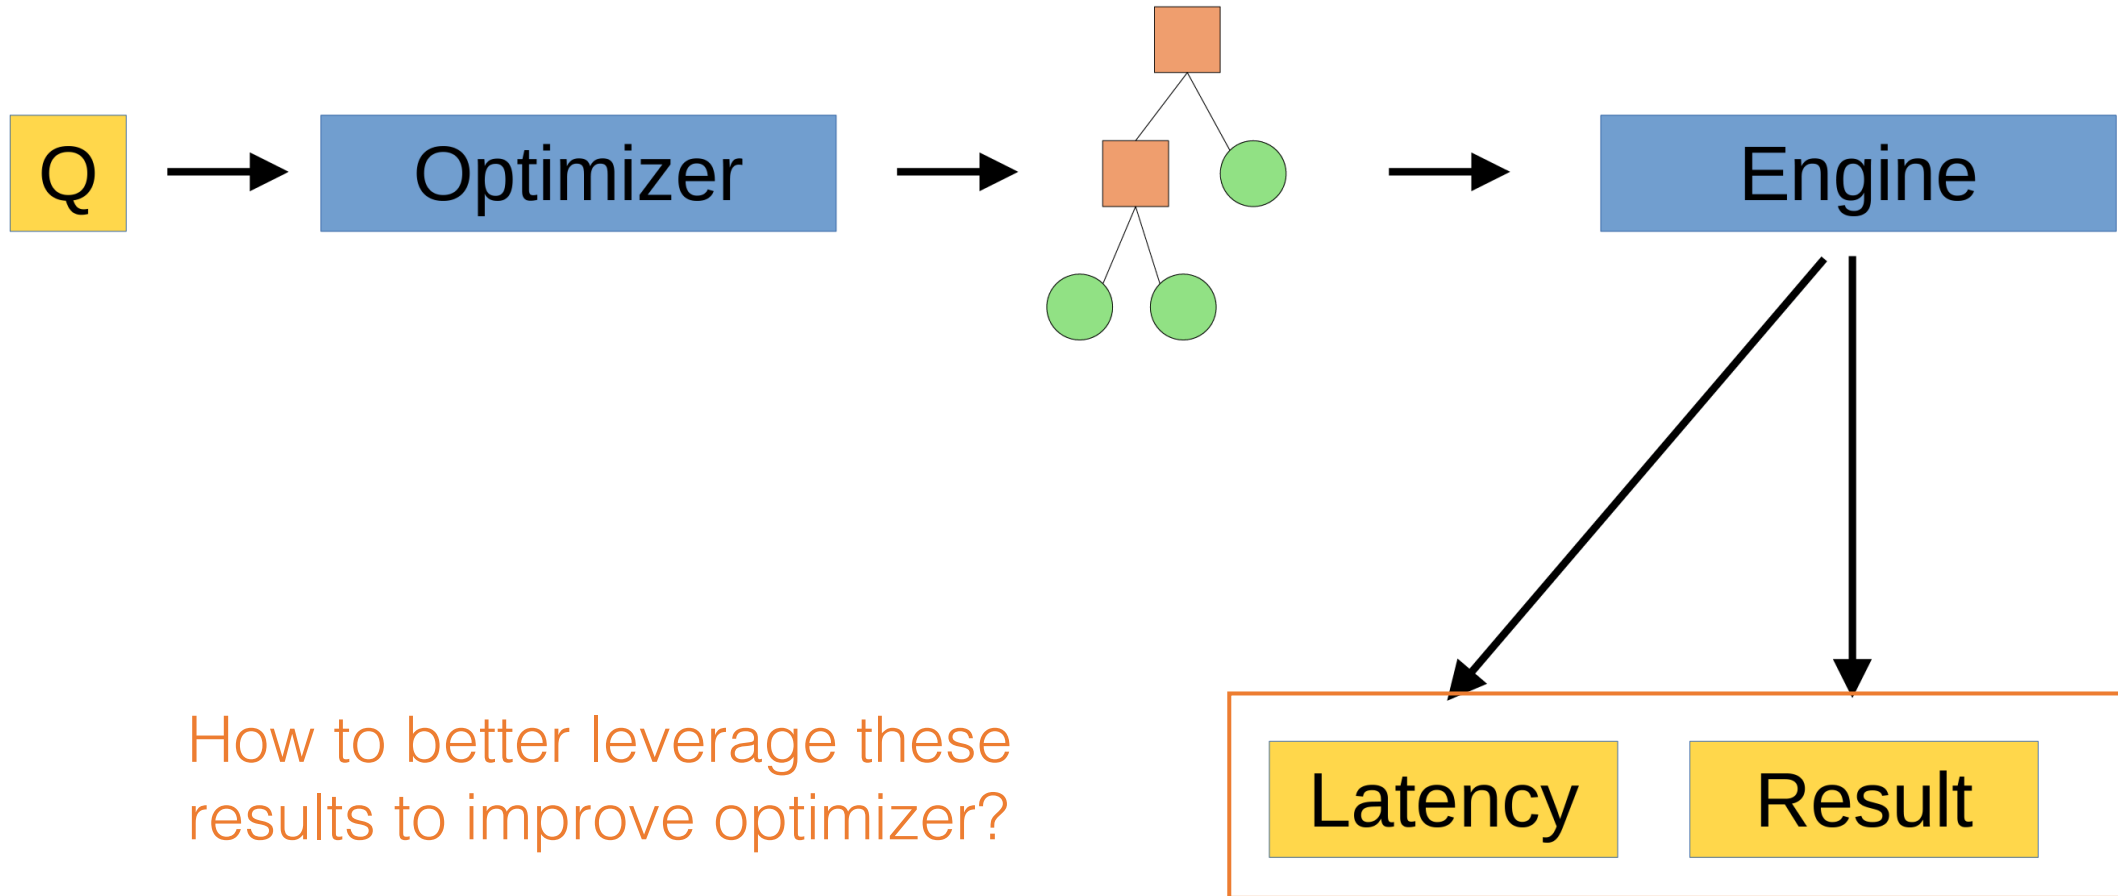 Q
Optimizer
Engine
How to better leverage these
results to improve optimizer?
Latency
Result